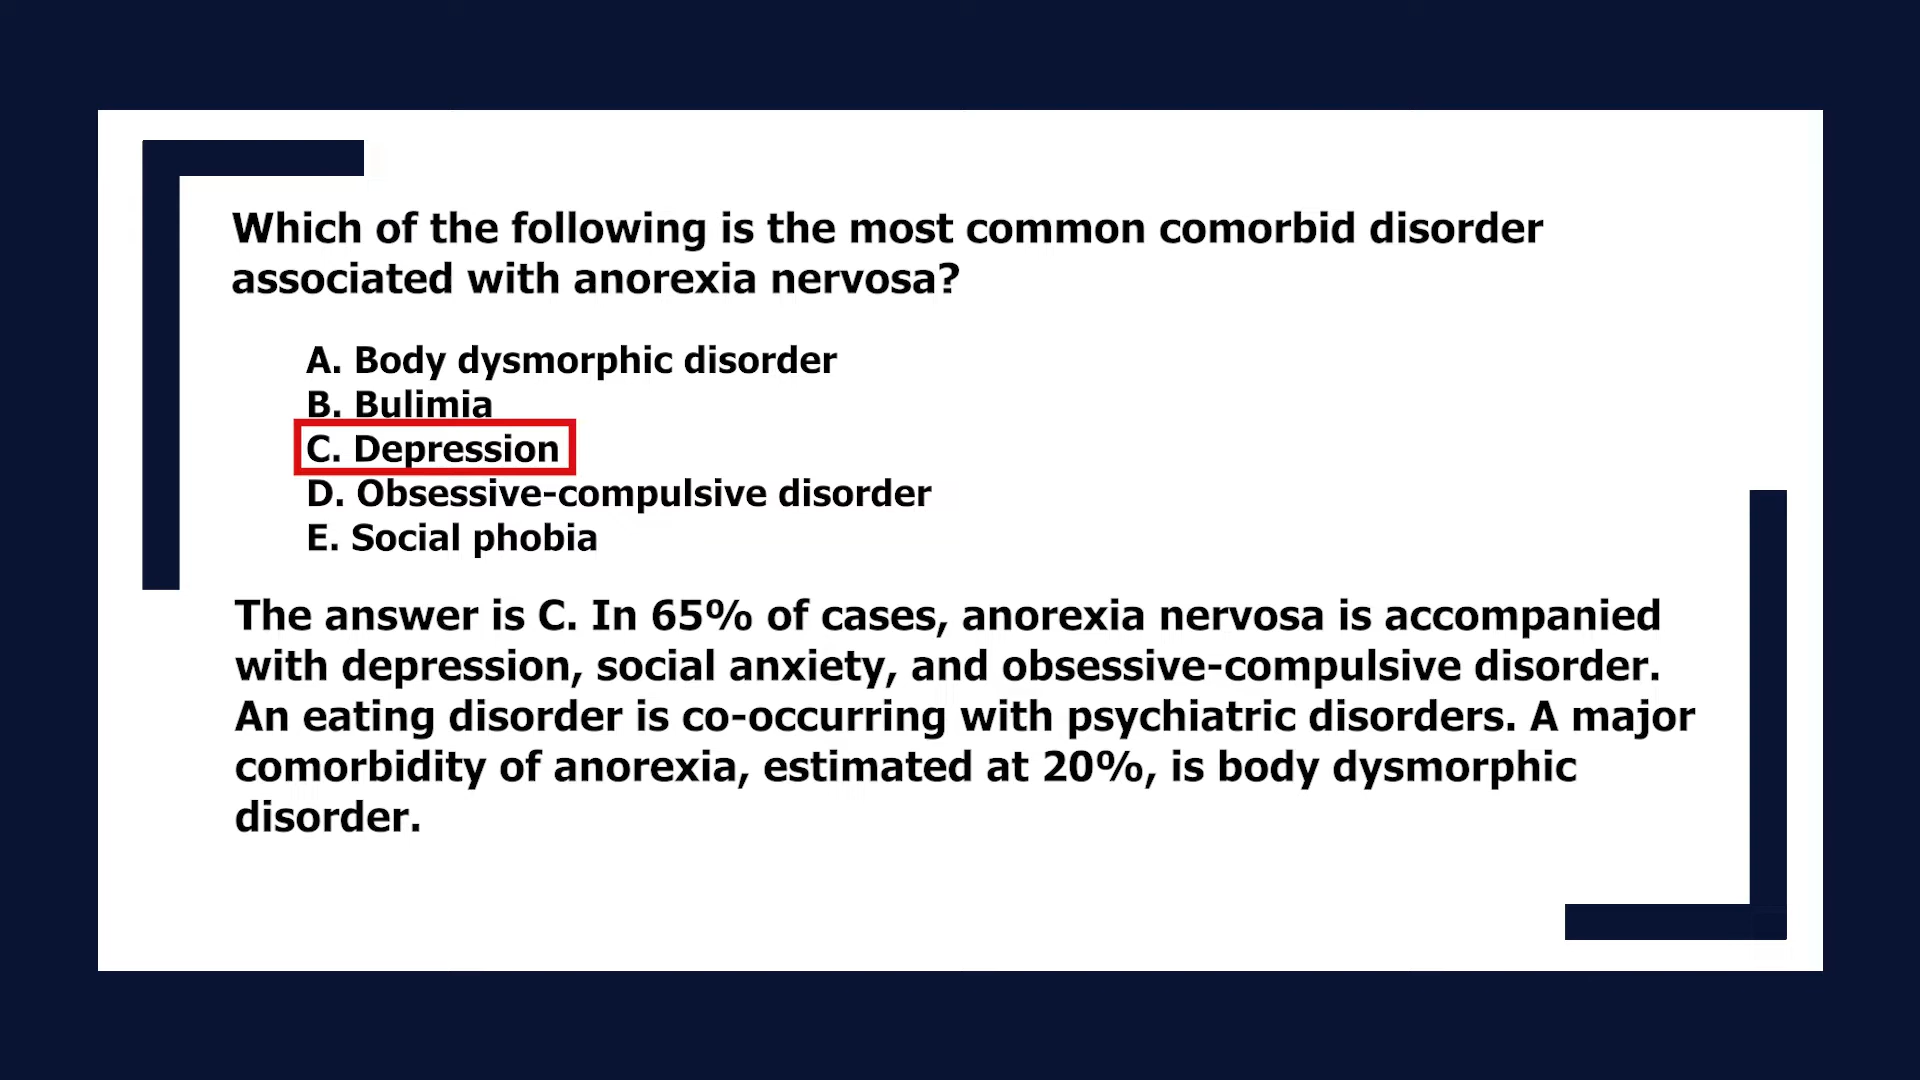 Which of the following is the most common comorbid disorder
associated with anorexia nervosa?
A. Body dysmorphic disorder
B. Bulimia
C. Depression
D. Obsessive-compulsive disorder
E. Social phobia
The answer is C. In 65% of cases, anorexia nervosa is accompanied
with depression, social anxiety, and obsessive-compulsive disorder.
An eating disorder is co-occurring with psychiatric disorders. A major
comorbidity of anorexia, estimated at 20%, is body dysmorphic
disorder.